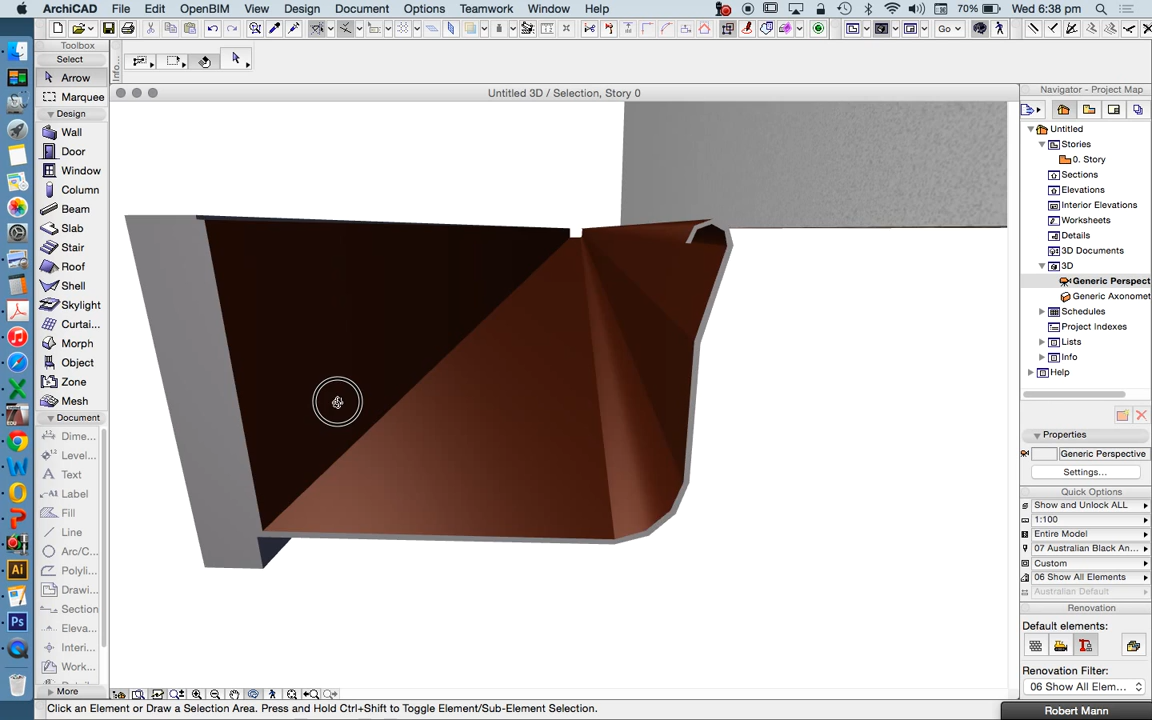 ArchiCAD File Edit OpenBIM View Design Document Options Teamwork Window Help 70% Wed 6:38 pm
Toolbox
Select
Arrow
Marquee
Design
Wall
Door
Window
Column
Beam
Slab
Stair
Roof
Shell
Skylight
Curtai...
Morph
Object
Zone
Mesh
Document
Dime...
Level...
Text
Label
Fill
Line
Arc/C...
Polyli...
Drawi...
Section
Eleva...
Interi...
Work...
More
Info...
Untitled 3D / Selection, Story 0
Go
Navigator - Project Map
Untitled
Stories
0. Story
Sections
Elevations
Interior Elevations
Worksheets
Details
3D Documents
3D
Generic Perspect
Generic Axonomet
Schedules
Project Indexes
Lists
Info
Help
Properties
Generic Perspective
Settings...
Quick Options
Show and Unlock ALL
1:100
Entire Model
07 Australian Black An...
Custom
06 Show All Elements
Australian Default
Renovation
Default elements:
Renovation Filter:
06 Show All Elem...
Click an Element or Draw a Selection Area. Press and Hold Ctrl+Shift to Toggle Element/Sub-Element Selection.
Robert Mann